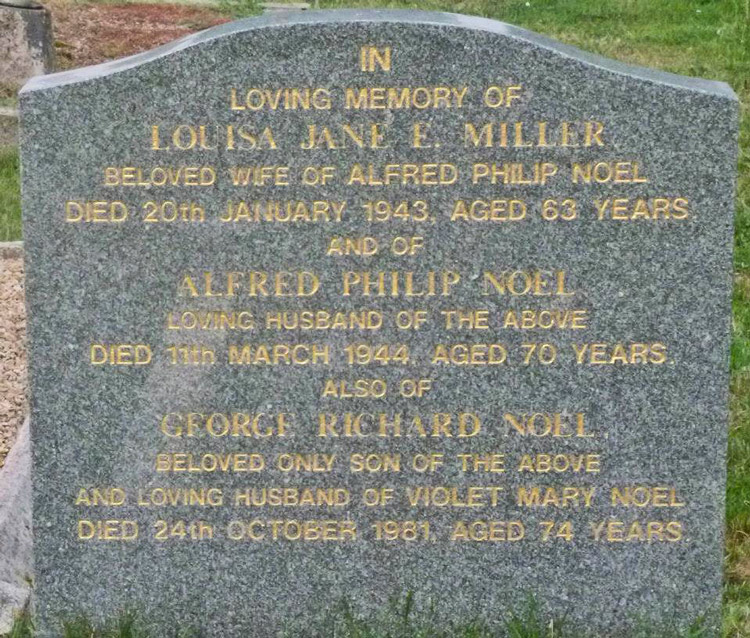 IN
LOVING MEMORY OF
LOUISA JANE E. MILLER.
BELOVED WIFE OF ALFRED PHILIP NOEL
DIED 20th JANUARY 1943. AGED 63 YEARS.
AND OF
ALFRED PHILIP NOEL
LOVING HUSBAND OF THE ABOVE
DIED 11th MARCH 1944. AGED 70 YEARS.
ALSO OF
GEORGE RICHARD NOEL.
BELOVED ONLY SON OF THE ABOVE
AND LOVING HUSBAND OF VIOLET MARY NOEL
DIED 24th OCTOBER 1981. AGED 74 YEARS.